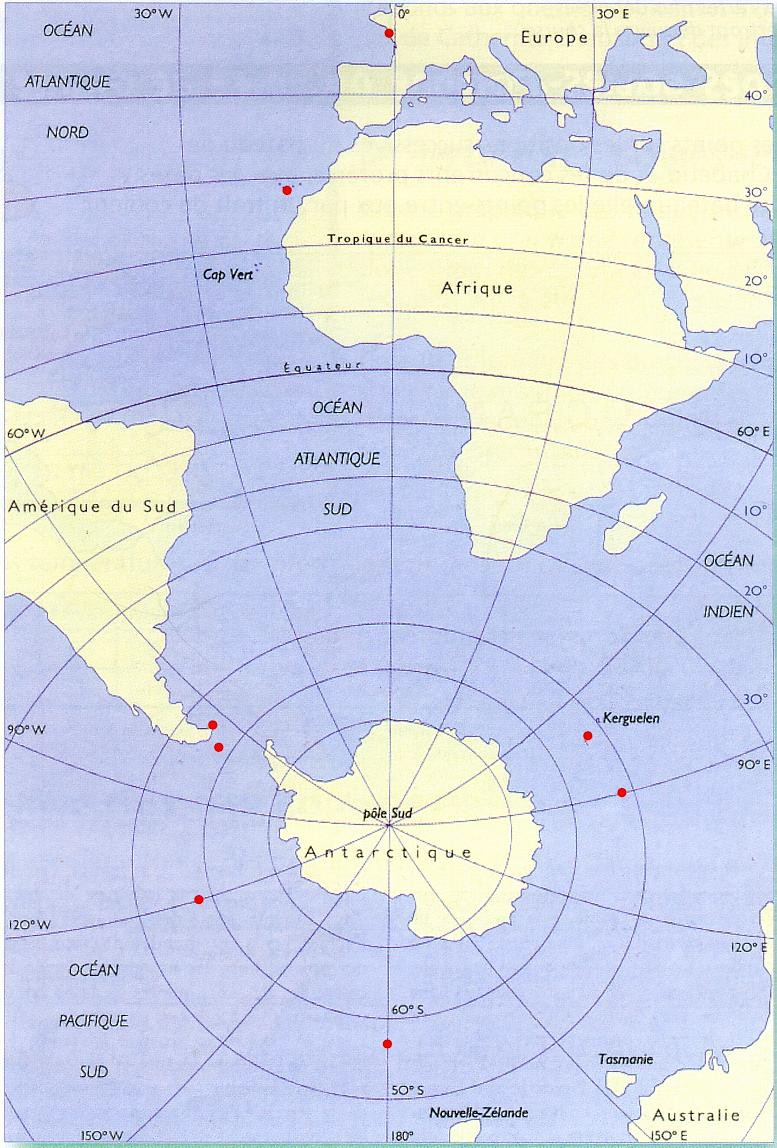 30° W
0°
30° E
OCÉAN
Europe
ATLANTIQUE
40°
NORD
30°
Tropique du Cancer
Cap Vert
20°
Afrique
10°
Équateur
OCÉAN
60° W
60° E
ATLANTIQUE
Amérique du Sud
SUD
10°
OCÉAN
20°
INDIEN
30°
Kerguelen
90° W
90° E
pôle Sud
Antarctique
120° W
120° E
OCÉAN
60° S
PACIFIQUE
Tasmanie
SUD
50° S
Nouvelle-Zélande
Australie
150° W
180°
150° E